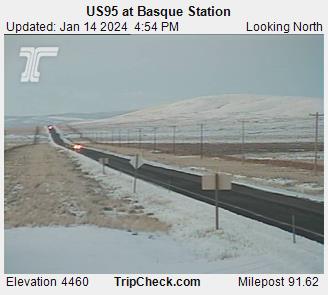 US95 at Basque Station
Updated: Jan 14 2024 4:54 PM Looking North
Elevation 4460 TripCheck.com Milepost 91.62